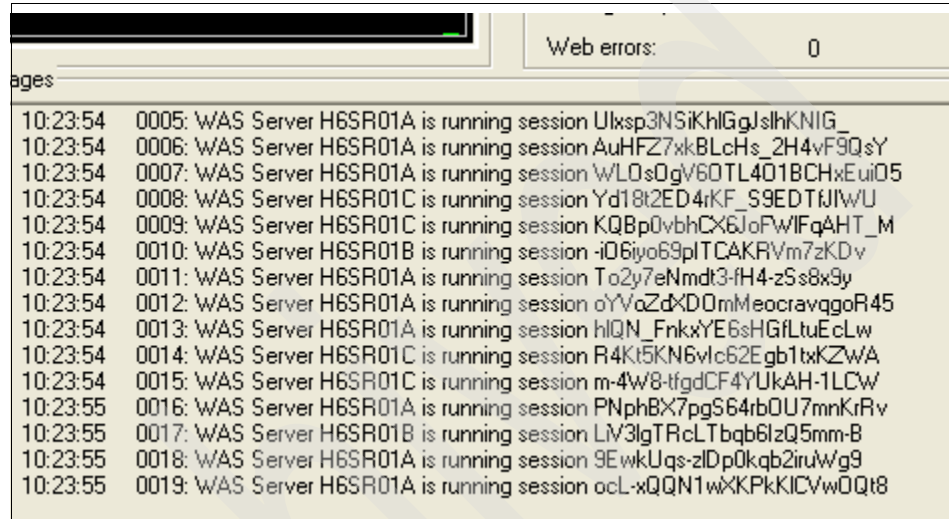 Web errors: 0
ages
10:23:54 0005: WAS Server H6SR01A is running session UIxsp3NSiKhIGgJsIhKNIG_
10:23:54 0006: WAS Server H6SR01A is running session AuHFZ7xkBLcHs_2H4vF9QsY
10:23:54 0007: WAS Server H6SR01A is running session WLOsOgV6OTL4O1BCHxEuiO5
10:23:54 0008: WAS Server H6SR01C is running session Yd18t2ED4rKF_S9EDTfJIWU
10:23:54 0009: WAS Server H6SR01C is running session KQBp0vbhCX6JoFWIFqAHT_M
10:23:54 0010: WAS Server H6SR01B is running session -iO6iyo69pITCAKRVm7zKDv
10:23:54 0011: WAS Server H6SR01A is running session To2y7eNmdt3-fH4-zSs8x9y
10:23:54 0012: WAS Server H6SR01A is running session oYVoZdXDOmMeocravqgoR45
10:23:54 0013: WAS Server H6SR01A is running session hIQN_FnkxYE6sHGfLtuEcLw
10:23:54 0014: WAS Server H6SR01C is running session R4Kt5KN6vIc62Egb1txKZWA
10:23:54 0015: WAS Server H6SR01C is running session m-4W8-tfgdCF4YUkAH-1LCW
10:23:55 0016: WAS Server H6SR01A is running session PNphBX7pgS64rbOU7mnKrRv
10:23:55 0017: WAS Server H6SR01B is running session LiV3IgTRcLTbqb6IzQ5mm-B
10:23:55 0018: WAS Server H6SR01A is running session 9EwkUqs-zIDp0kqb2iruWg9
10:23:55 0019: WAS Server H6SR01A is running session ocL-xQQN1wXKPkKICVwOQt8